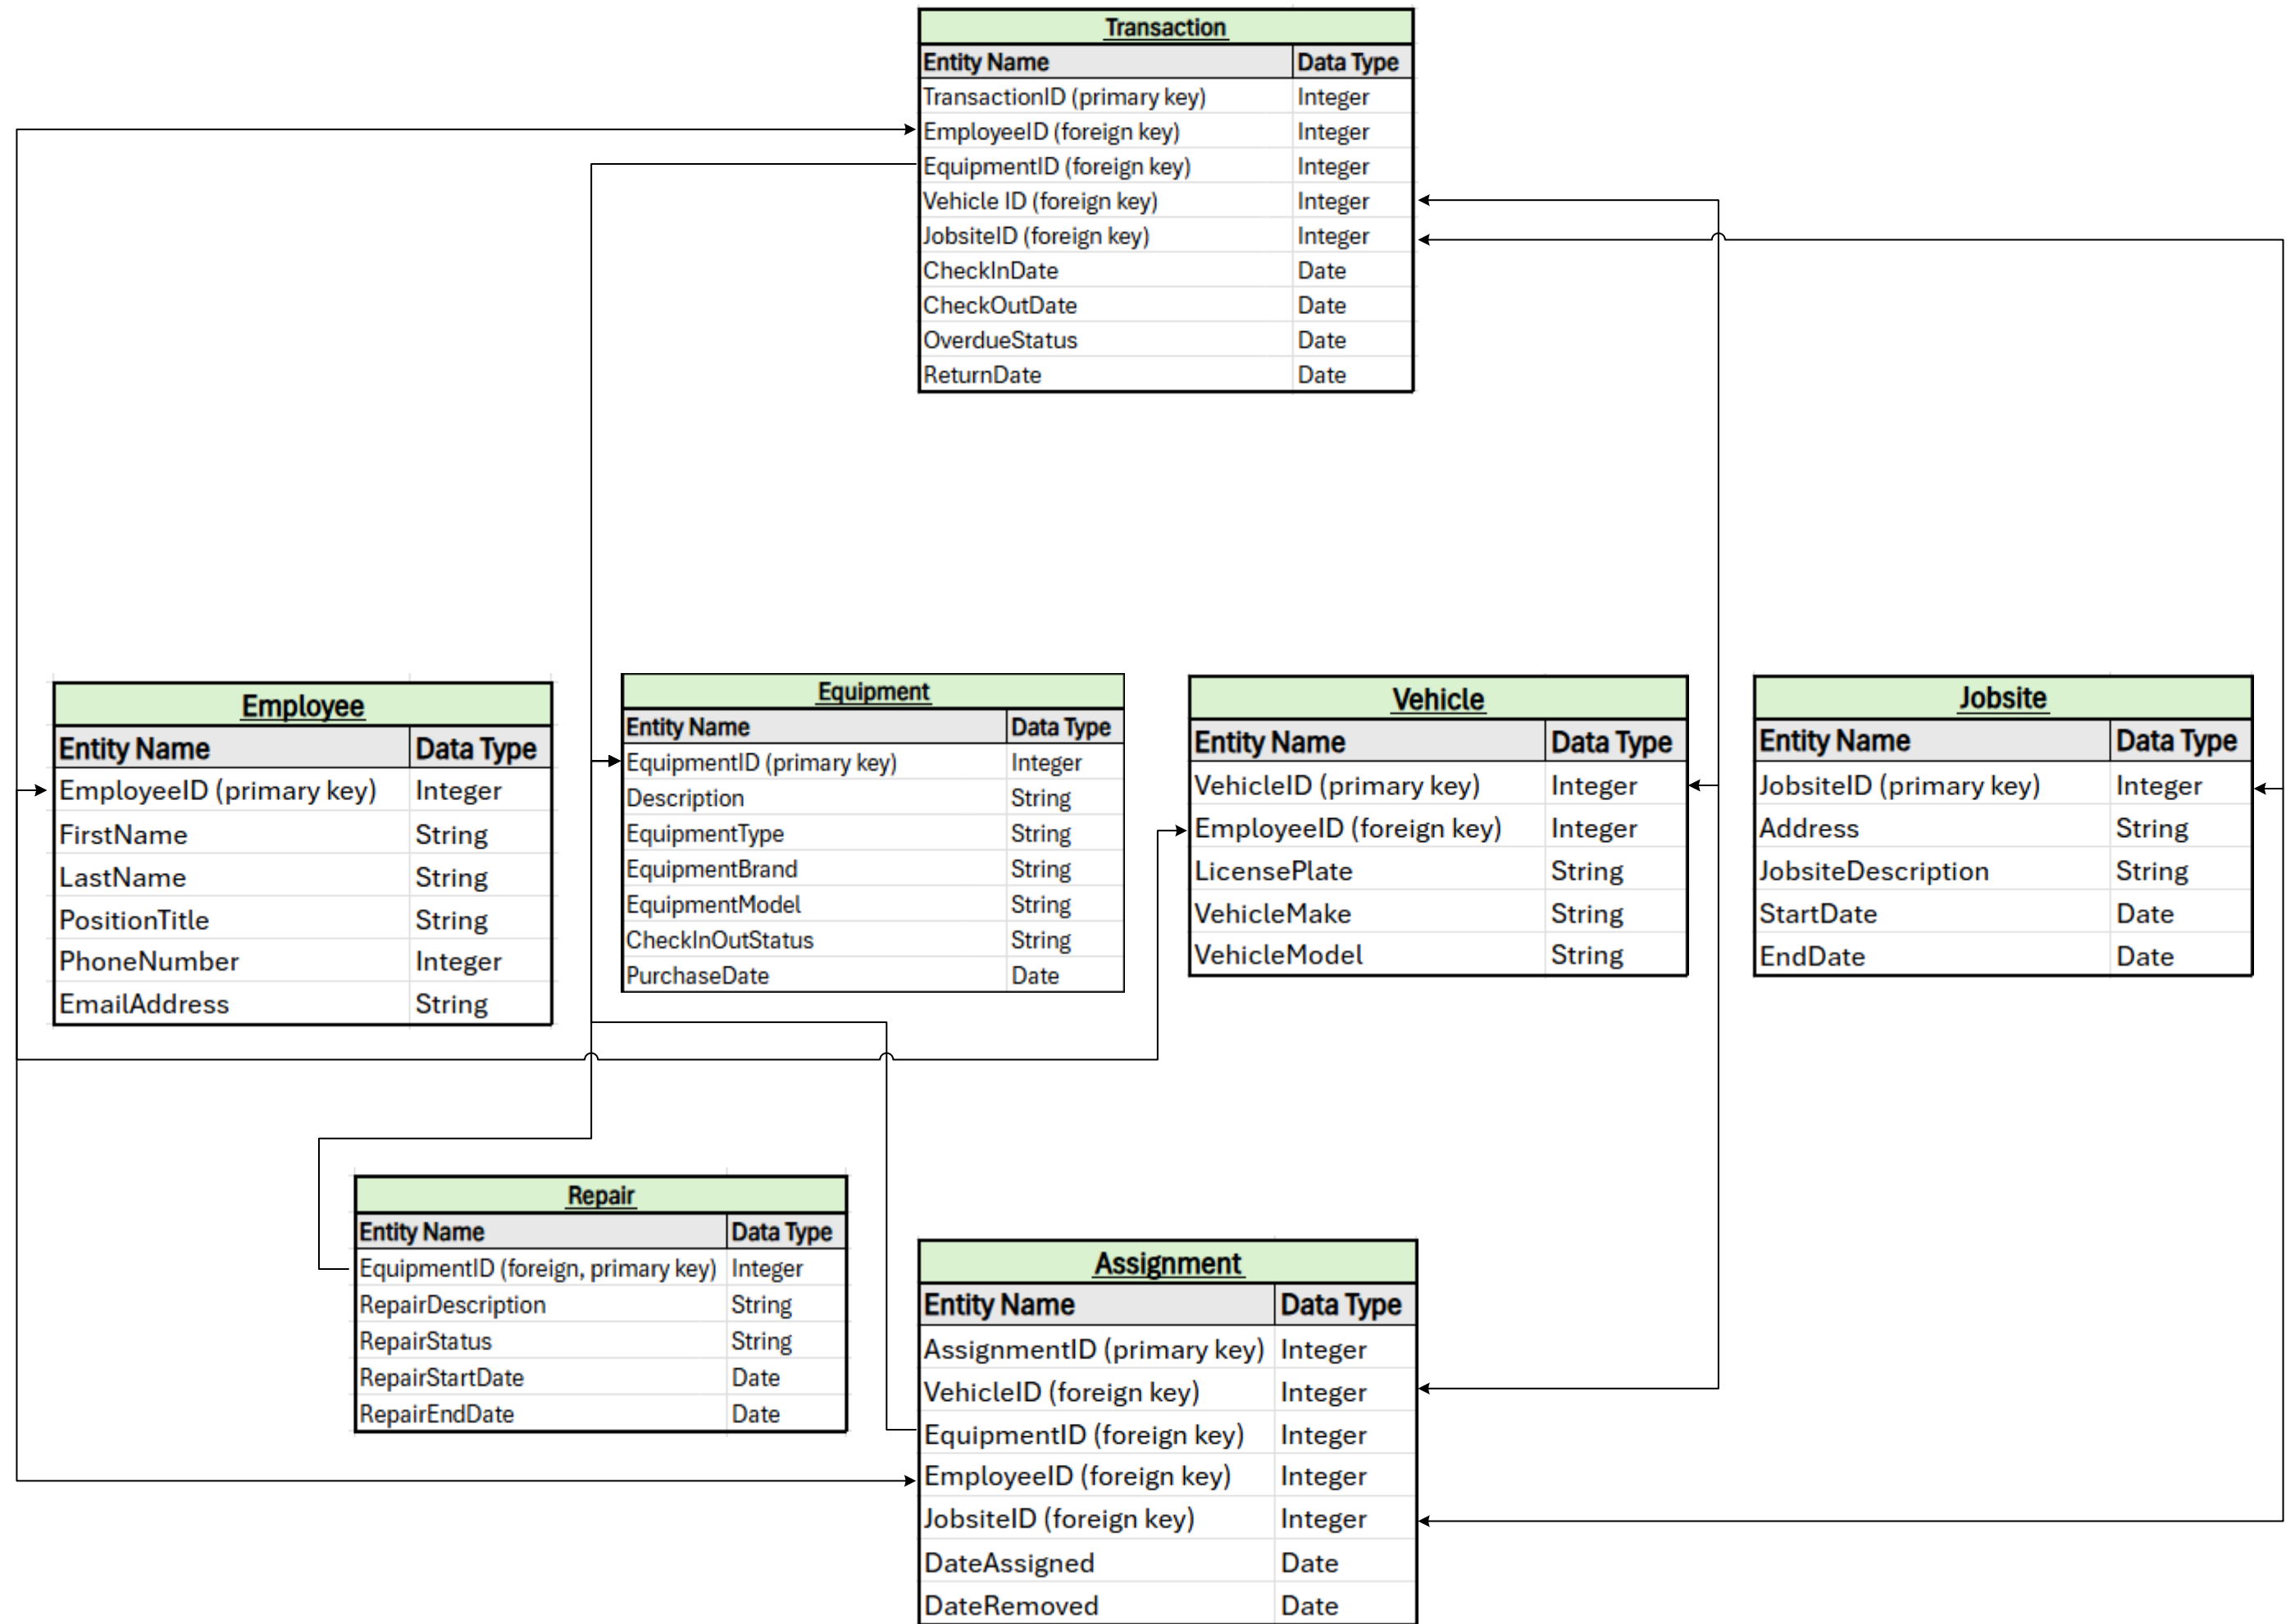 Transaction
Entity Name Data Type
TransactionID (primary key) Integer
EmployeeID (foreign key) Integer
EquipmentID (foreign key) Integer
Vehicle ID (foreign key) Integer
JobsiteID (foreign key) Integer
CheckInDate Date
CheckOutDate Date
OverdueStatus Date
ReturnDate Date
Employee
Entity Name Data Type
EmployeeID (primary key) Integer
FirstName String
LastName String
PositionTitle String
PhoneNumber Integer
EmailAddress String
Equipment
Entity Name Data Type
EquipmentID (primary key) Integer
Description String
EquipmentType String
EquipmentBrand String
EquipmentModel String
CheckInOutStatus String
PurchaseDate Date
Vehicle
Entity Name Data Type
VehicleID (primary key) Integer
EmployeeID (foreign key) Integer
LicensePlate String
VehicleMake String
VehicleModel String
Jobsite
Entity Name Data Type
JobsiteID (primary key) Integer
Address String
JobsiteDescription String
StartDate Date
EndDate Date
Repair
Entity Name Data Type
EquipmentID (foreign, primary key) Integer
RepairDescription String
RepairStatus String
RepairStartDate Date
RepairEndDate Date
Assignment
Entity Name Data Type
AssignmentID (primary key) Integer
VehicleID (foreign key) Integer
EquipmentID (foreign key) Integer
EmployeeID (foreign key) Integer
JobsiteID (foreign key) Integer
DateAssigned Date
DateRemoved Date